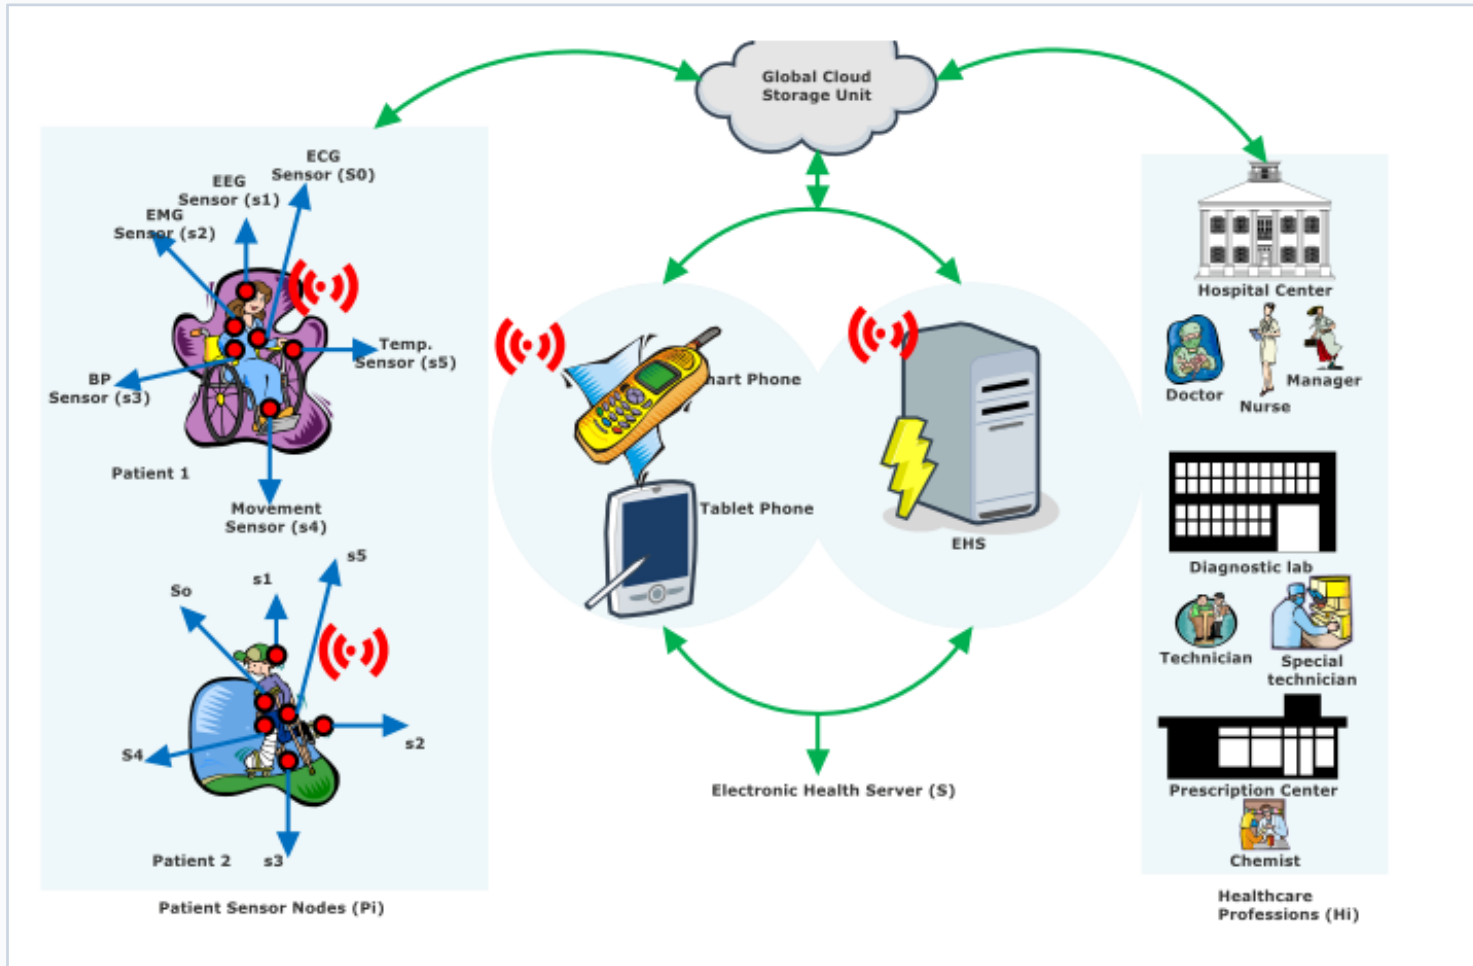 Global Cloud
Storage Unit
ECG
Sensor (S0)
EEG
Sensor (s1)
EMG
Sensor (s2)
Temp.
Sensor (s5)
BP
Sensor (s3)
Patient 1
Movement
Sensor (s4)
s5
s1
So
S4
s2
Patient 2
s3
Patient Sensor Nodes (Pi)
mart Phone
Tablet Phone
EHS
Electronic Health Server (S)
Hospital Center
Doctor
Nurse
Manager
Diagnostic lab
Technician
Special
technician
Prescription Center
Chemist
Healthcare
Professions (Hi)